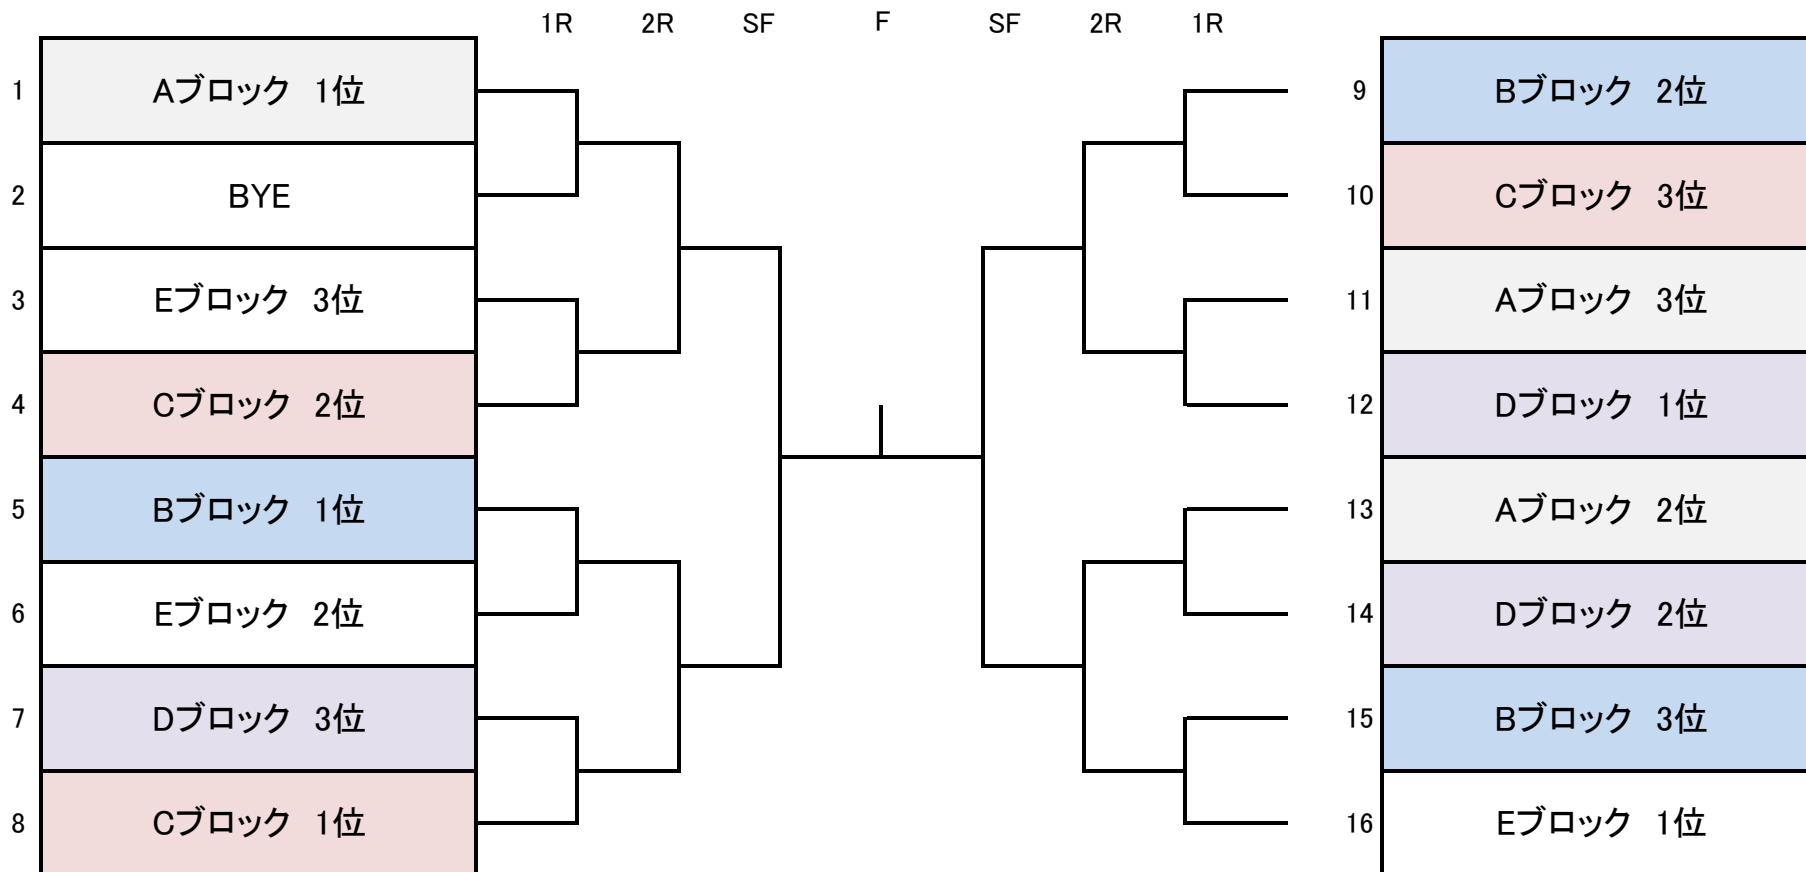 1R 2R SF F SF 2R 1R
1 Aブロック 1位 9 Bブロック 2位
2 BYE 10 Cブロック 3位
3 Eブロック 3位 11 Aブロック 3位
4 Cブロック 2位 12 Dブロック 1位
5 Bブロック 1位 13 Aブロック 2位
6 Eブロック 2位 14 Dブロック 2位
7 Dブロック 3位 15 Bブロック 3位
8 Cブロック 1位 16 Eブロック 1位